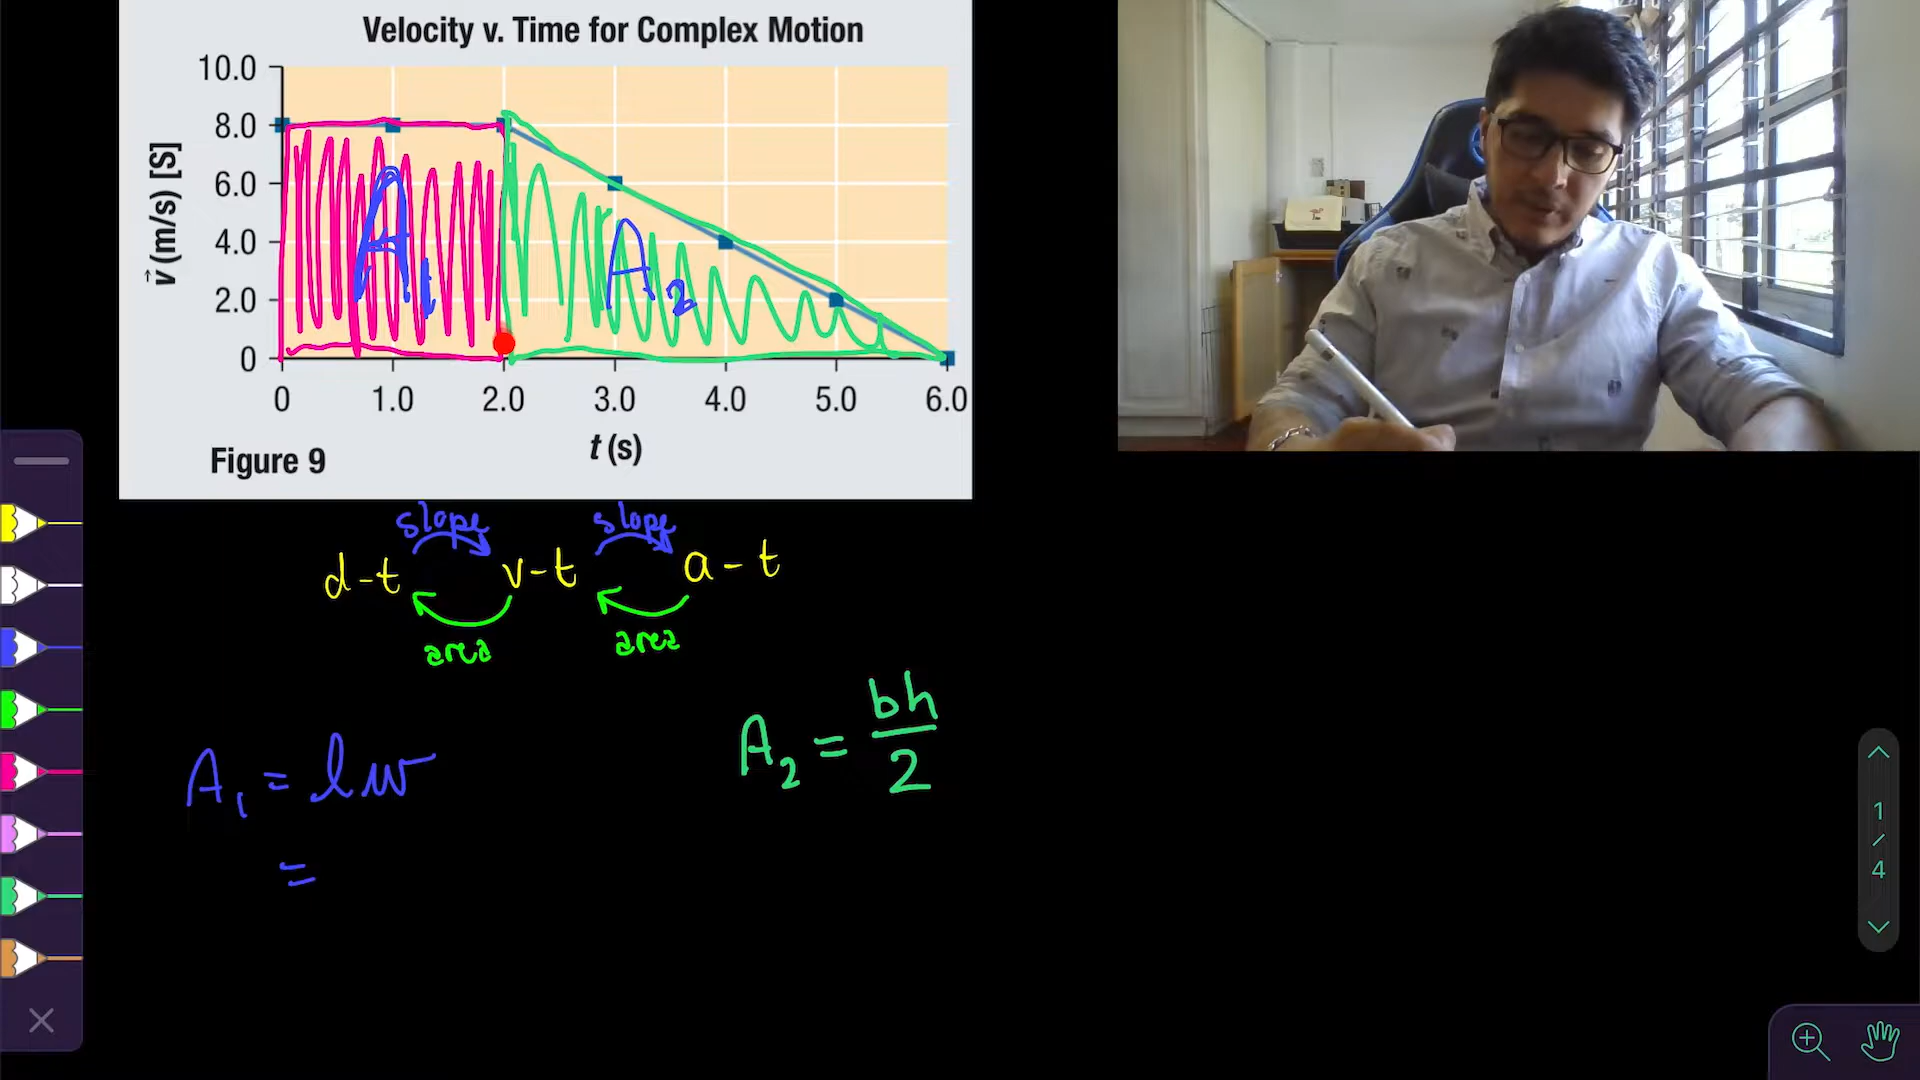 Velocity v. Time for Complex Motion
10.0
8.0
6.0
4.0
2.0
0
v (m/s) [S]
A1
A2
0 1.0 2.0 3.0 4.0 5.0 6.0
t (s)
Figure 9
slope slope
d-t v-t a-t
area area
A1 = lw
=
A2 = bh/2
1
/
4